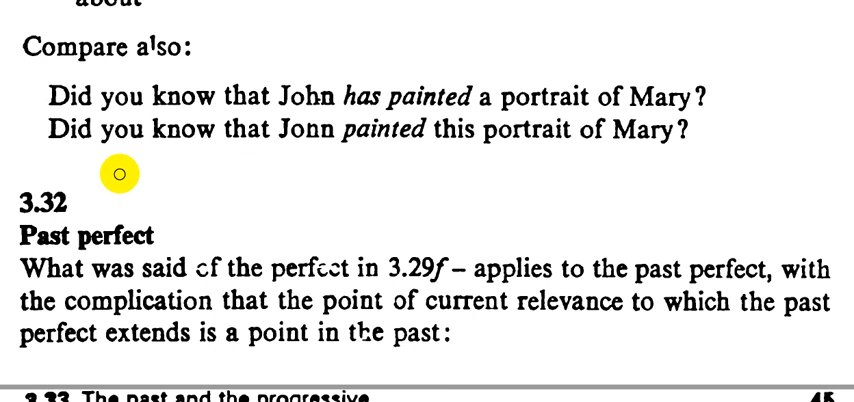 about
Compare also:
Did you know that John has painted a portrait of Mary?
Did you know that John painted this portrait of Mary?
3.32
Past perfect
What was said of the perfect in 3.29f – applies to the past perfect, with
the complication that the point of current relevance to which the past
perfect extends is a point in the past:
3.33 The past and the progressive 45